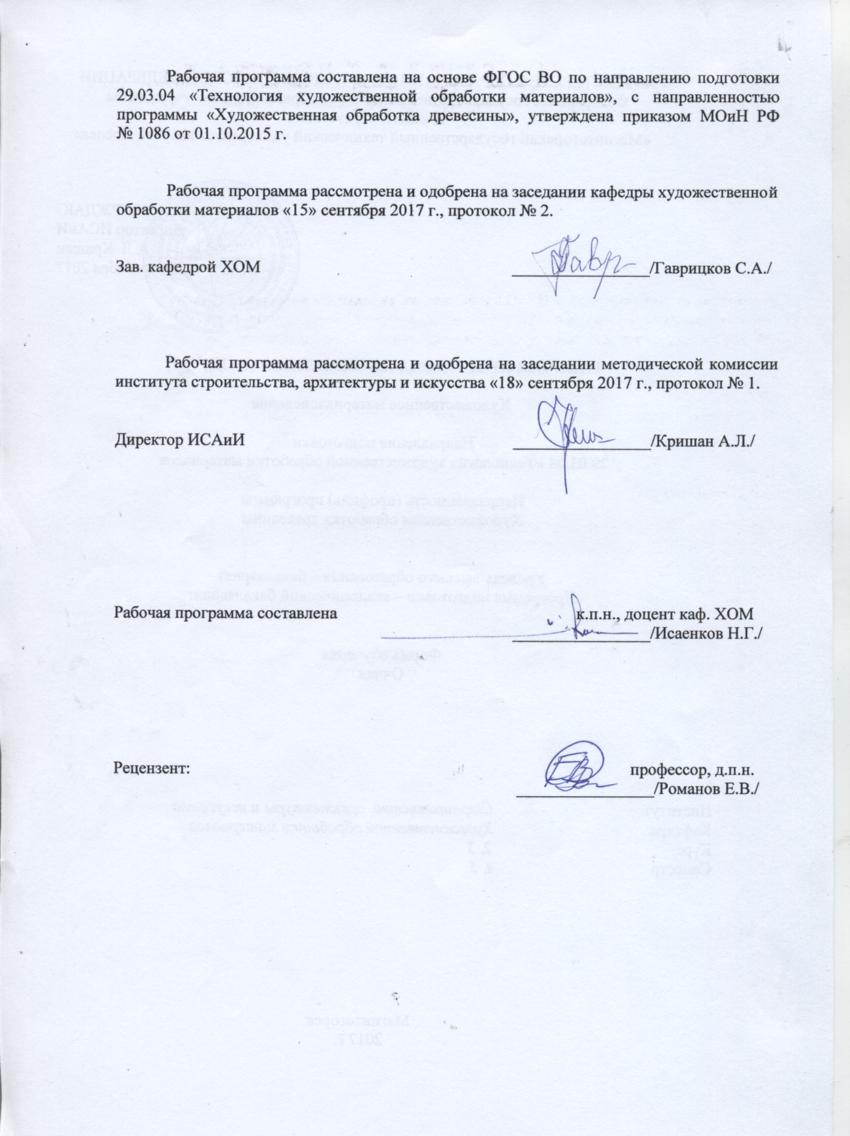 Рабочая программа составлена на основе ФГОС ВО по направлению подготовки
29.03.04 «Технология художественной обработки материалов», с направленностью
программы «Художественная обработка древесины», утверждена приказом МОиН РФ
№ 1086 от 01.10.2015 г.
Рабочая программа рассмотрена и одобрена на заседании кафедры художественной
обработки материалов «15» сентября 2017 г., протокол № 2.
Зав. кафедрой ХОМ /Гаврицков С.А./
Рабочая программа рассмотрена и одобрена на заседании методической комиссии
института строительства, архитектуры и искусства «18» сентября 2017 г., протокол № 1.
Директор ИСАиИ /Кришан А.Л./
Рабочая программа составлена к.п.н., доцент каф. ХОМ
/Исаенков Н.Г./
Рецензент: профессор, д.п.н.
/Романов Е.В./